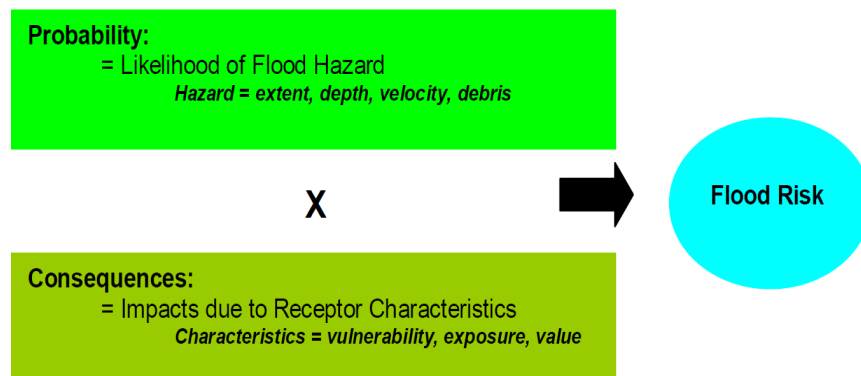 Probability:
= Likelihood of Flood Hazard
Hazard = extent, depth, velocity, debris
X
Flood Risk
Consequences:
= Impacts due to Receptor Characteristics
Characteristics = vulnerability, exposure, value